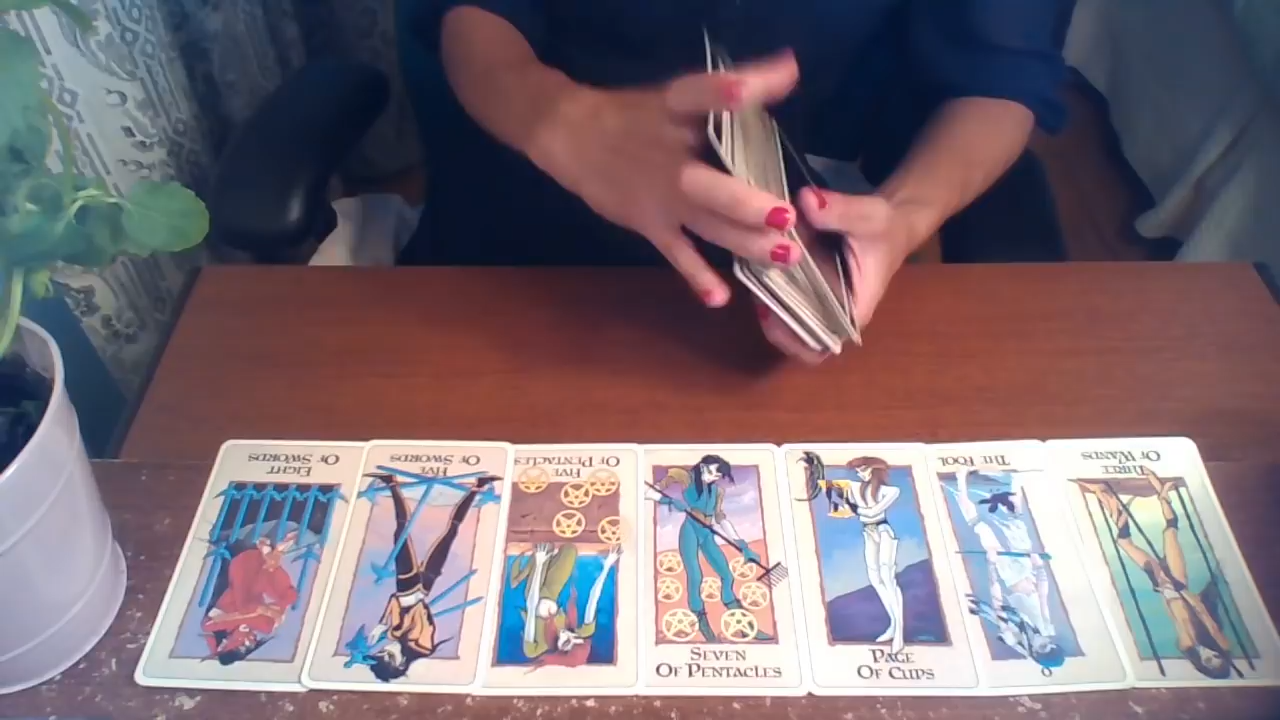 EIGHT
OF SWORDS
FIVE
OF SWORDS
FIVE
OF PENTACLES
SEVEN
OF PENTACLES
PAGE
OF CUPS
THE FOOL
0
THREE
OF WANDS